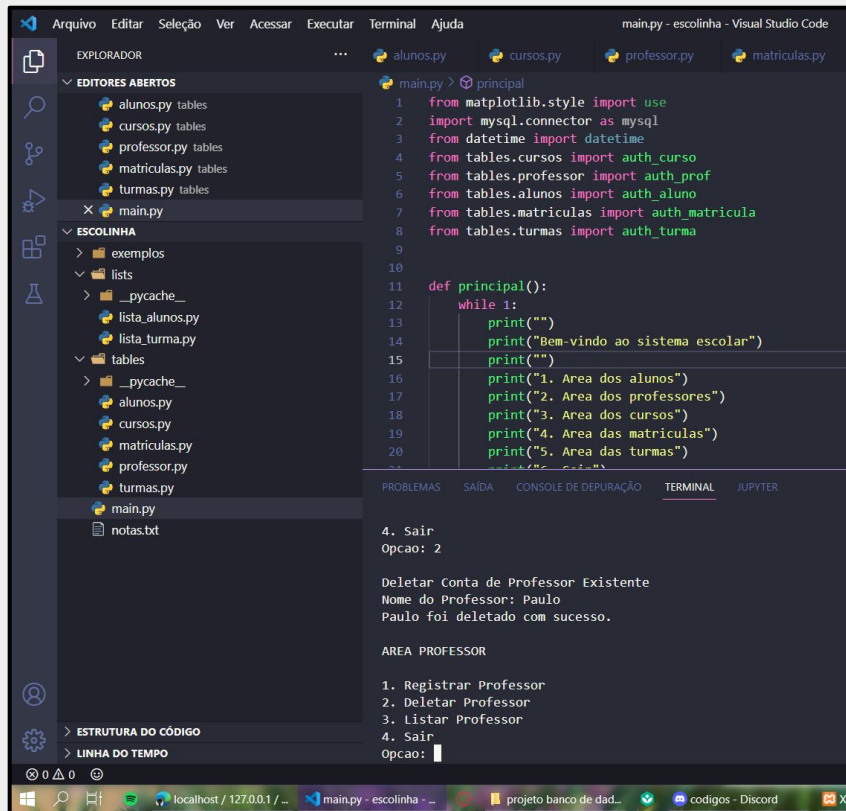 Arquivo Editar Seleção Ver Acessar Executar Terminal Ajuda main.py - escolinha - Visual Studio Code
EXPLORADOR ...
alunos.py cursos.py professor.py matriculas.py
EDITORES ABERTOS
alunos.py tables
cursos.py tables
professor.py tables
matriculas.py tables
turmas.py tables
main.py
ESCOLINHA
exemplos
lists
__pycache__
lista_alunos.py
lista_turma.py
tables
__pycache__
alunos.py
cursos.py
matriculas.py
professor.py
turmas.py
main.py
notas.txt
ESTRUTURA DO CÓDIGO
LINHA DO TEMPO
main.py > principal
1 from matplotlib.style import use
2 import mysql.connector as mysql
3 from datetime import datetime
4 from tables.cursos import auth_curso
5 from tables.professor import auth_prof
6 from tables.alunos import auth_aluno
7 from tables.matriculas import auth_matricula
8 from tables.turmas import auth_turma
9
10
11 def principal():
12 while 1:
13 print("")
14 print("Bem-vindo ao sistema escolar")
15 print("")
16 print("1. Area dos alunos")
17 print("2. Area dos professores")
18 print("3. Area dos cursos")
19 print("4. Area das matriculas")
20 print("5. Area das turmas")
21 print("6. Sair")
PROBLEMAS SAÍDA CONSOLE DE DEPURAÇÃO TERMINAL JUPYTER
4. Sair
Opcao: 2
Deletar Conta de Professor Existente
Nome do Professor: Paulo
Paulo foi deletado com sucesso.
AREA PROFESSOR
1. Registrar Professor
2. Deletar Professor
3. Listar Professor
4. Sair
Opcao:
0 0
localhost / 127.0.0.1 / ... main.py - escolinha - ... projeto banco de dad... codigos - Discord X